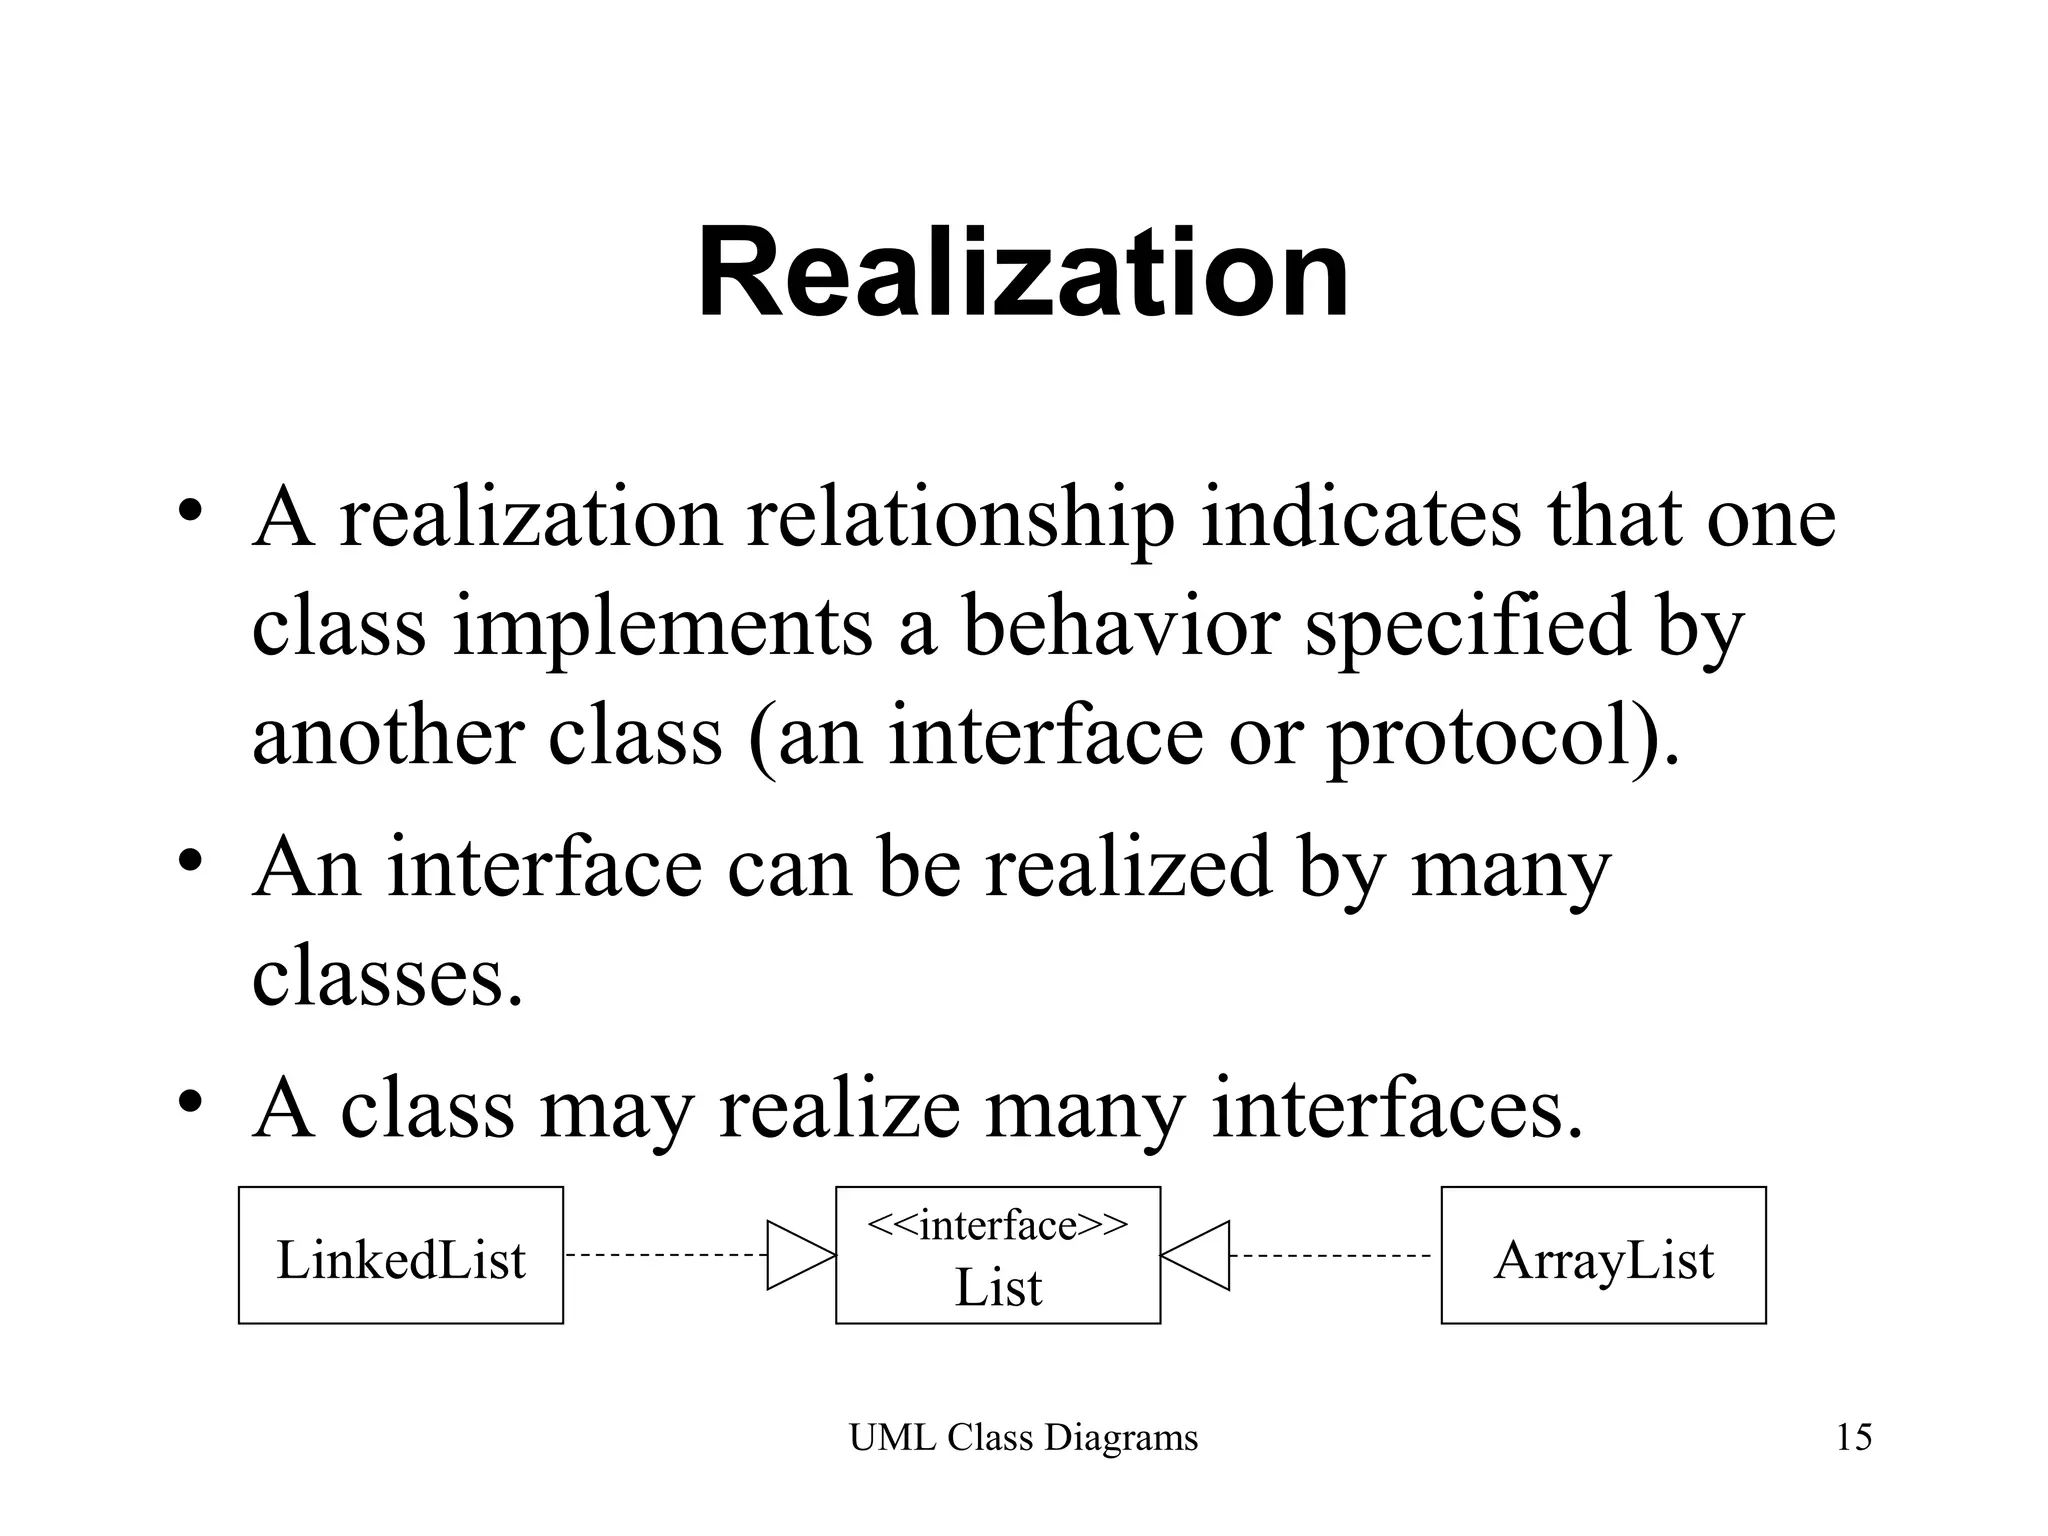 Realization
• A realization relationship indicates that one
class implements a behavior specified by
another class (an interface or protocol).
• An interface can be realized by many
classes.
• A class may realize many interfaces.
LinkedList
<<interface>>
List
ArrayList
UML Class Diagrams
15